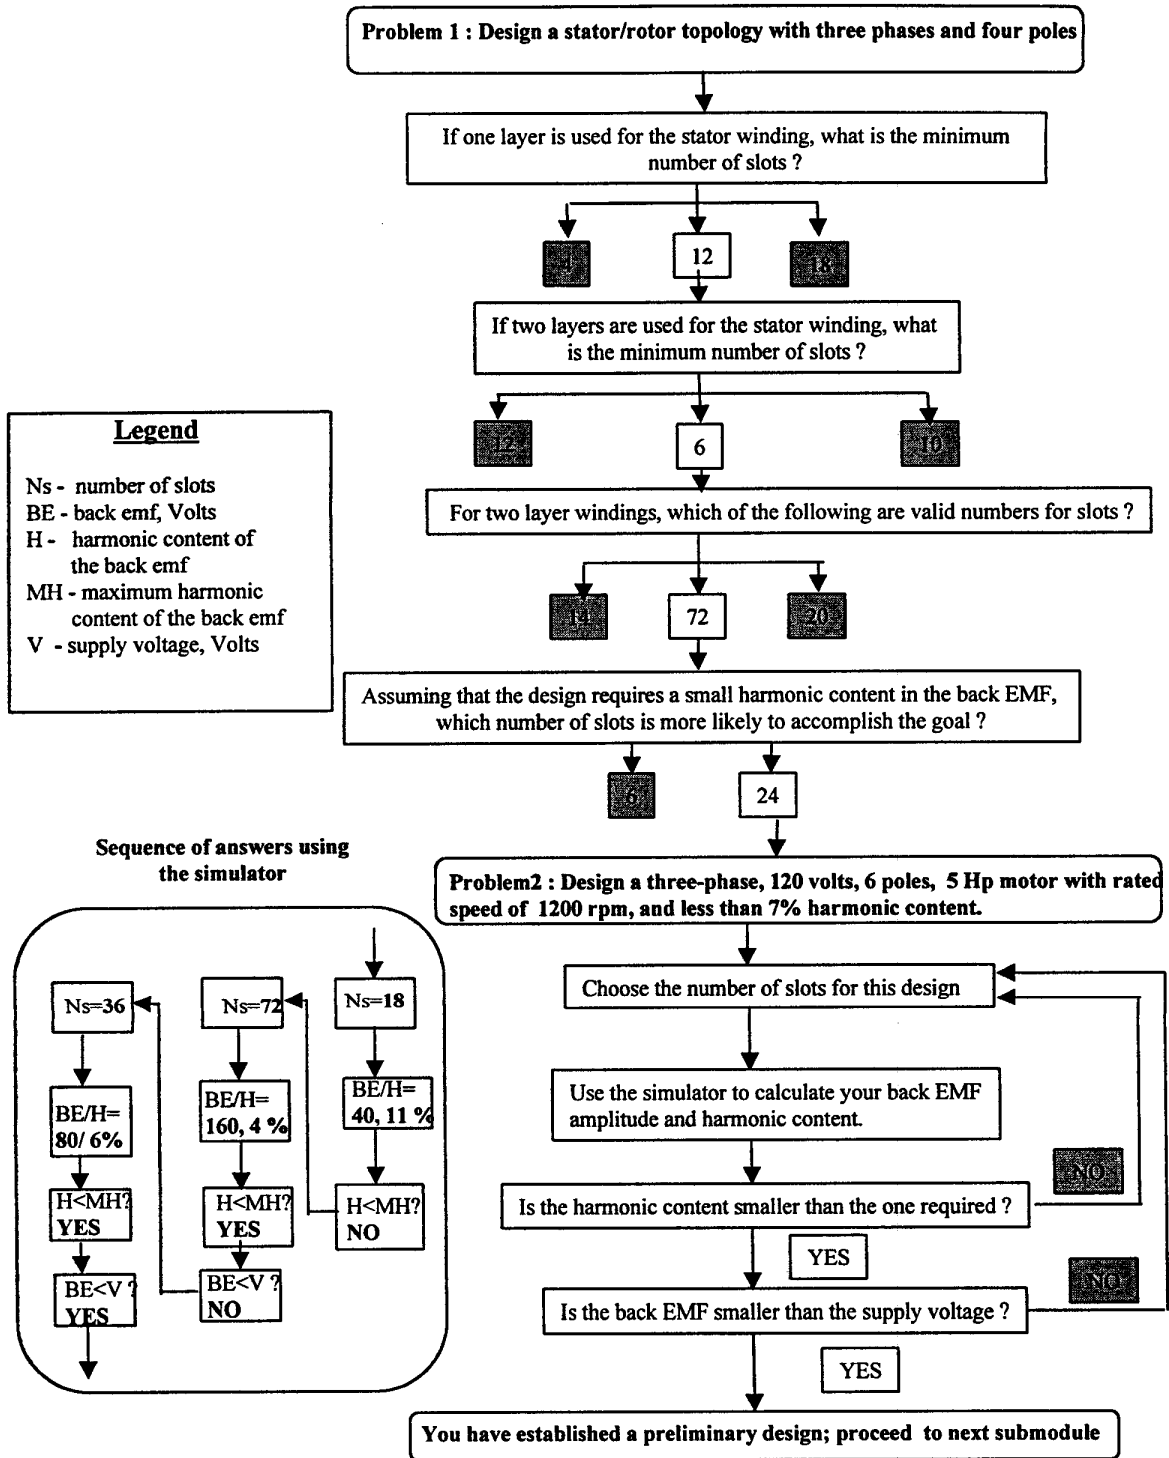 Problem 1 : Design a stator/rotor topology with three phases and four poles
If one layer is used for the stator winding, what is the minimum
number of slots ?
4
12
18
If two layers are used for the stator winding, what
is the minimum number of slots ?
12
6
10
For two layer windings, which of the following are valid numbers for slots ?
14
72
20
Assuming that the design requires a small harmonic content in the back EMF,
which number of slots is more likely to accomplish the goal ?
6
24
Legend
Ns - number of slots
BE - back emf, Volts
H - harmonic content of
the back emf
MH - maximum harmonic
content of the back emf
V - supply voltage, Volts
Problem2 : Design a three-phase, 120 volts, 6 poles, 5 Hp motor with rated
speed of 1200 rpm, and less than 7% harmonic content.
Choose the number of slots for this design
Use the simulator to calculate your back EMF
amplitude and harmonic content.
NO
Is the harmonic content smaller than the one required ?
YES
NO
Is the back EMF smaller than the supply voltage ?
YES
You have established a preliminary design; proceed to next submodule
Sequence of answers using
the simulator
Ns=18
BE/H=
40, 11 %
H<MH?
NO
Ns=72
BE/H=
160, 4 %
H<MH?
YES
BE<V ?
NO
Ns=36
BE/H=
80/ 6%
H<MH?
YES
BE<V ?
YES